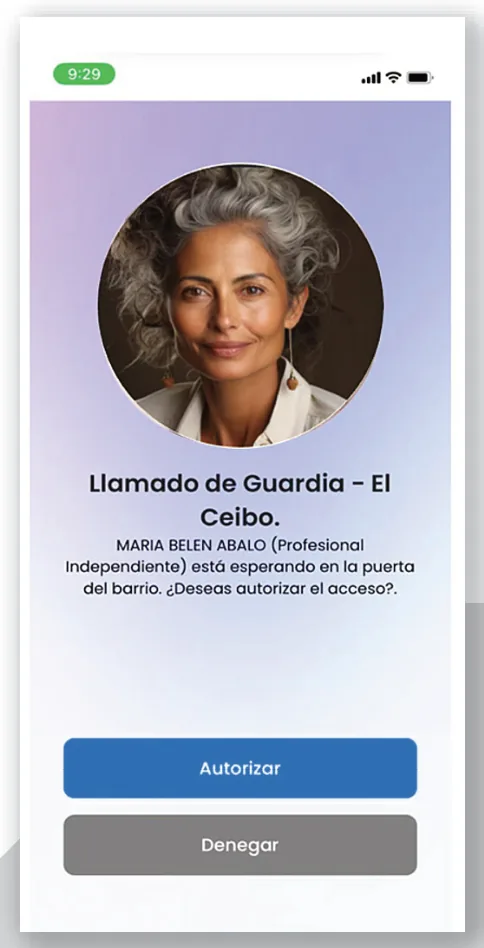 9:29
Llamado de Guardia - El
Ceibo.
MARIA BELEN ABALO (Profesional
Independiente) está esperando en la puerta
del barrio. ¿Deseas autorizar el acceso?.
Autorizar
Denegar